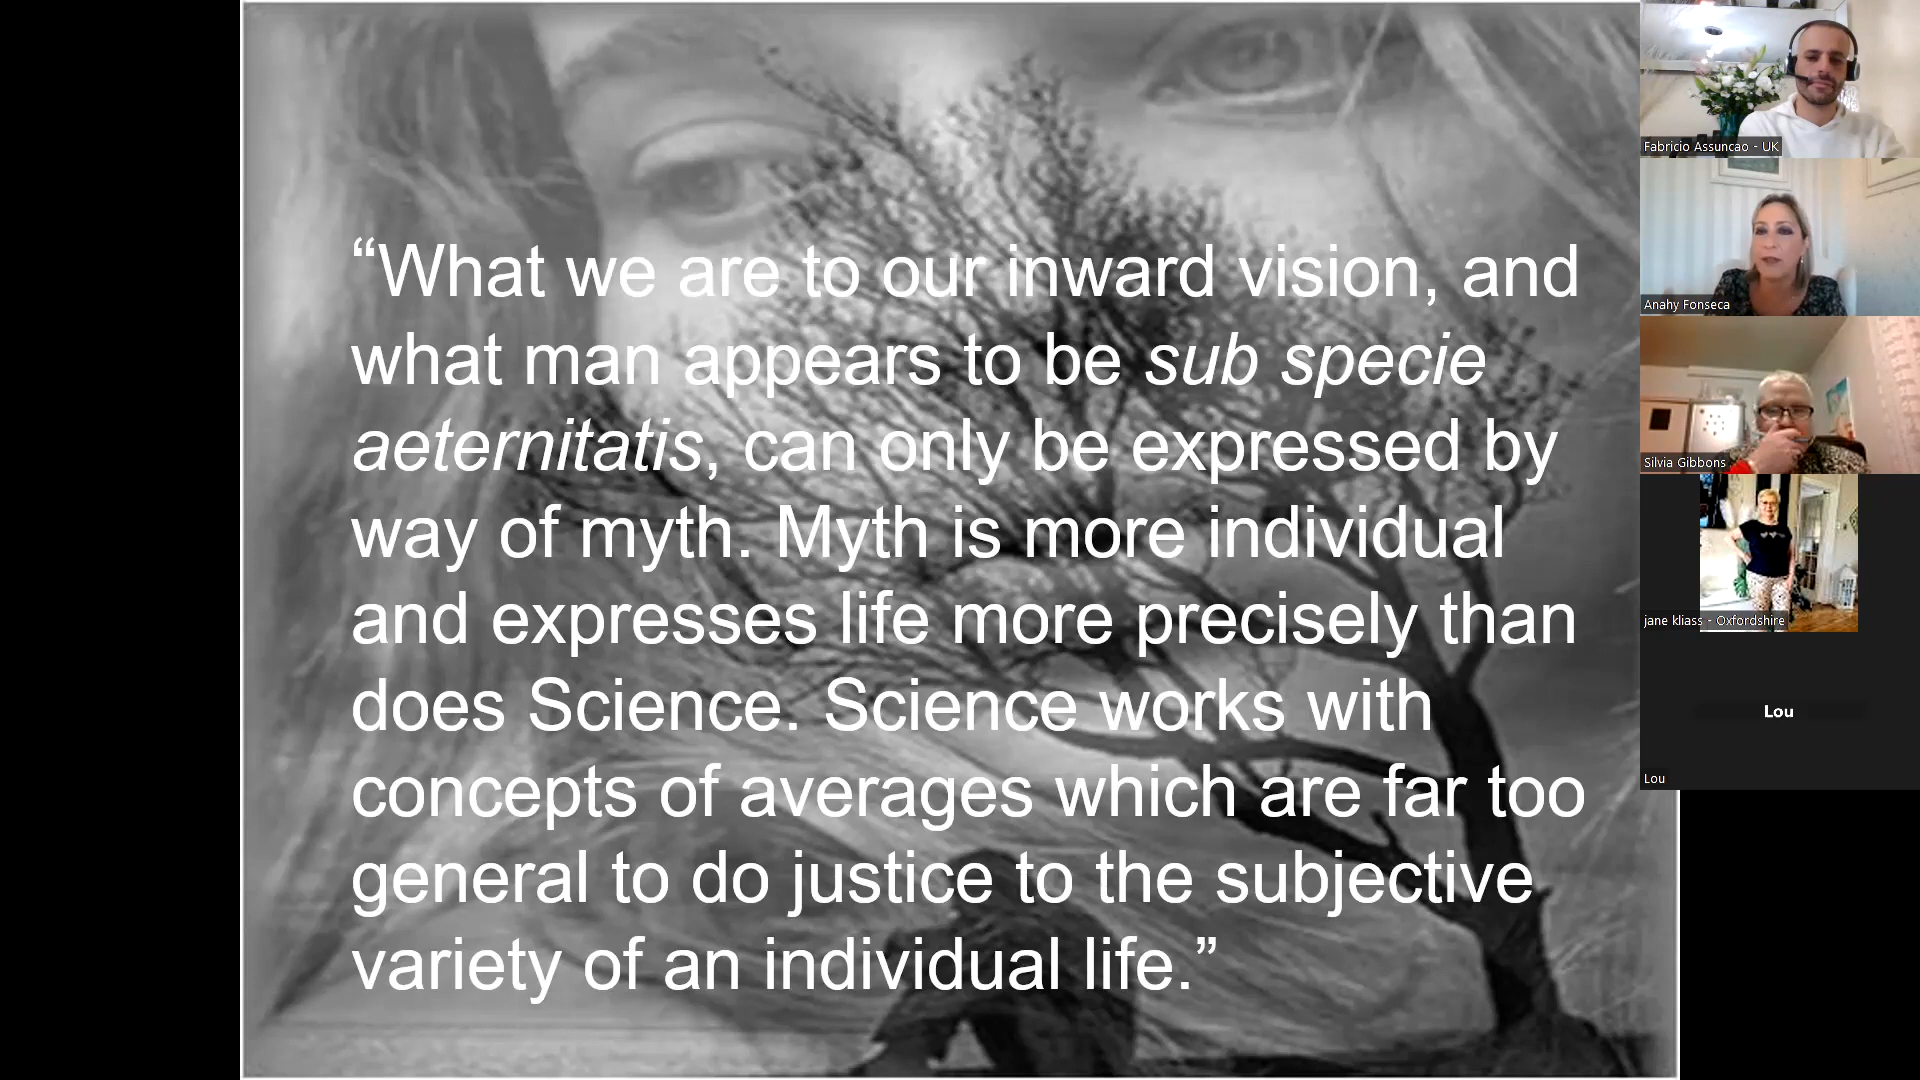 “What we are to our inward vision, and
what man appears to be sub specie
aeternitatis, can only be expressed by
way of myth. Myth is more individual
and expresses life more precisely than
does Science. Science works with
concepts of averages which are far too
general to do justice to the subjective
variety of an individual life.”
Fabricio Assuncao - UK
Anahy Fonseca
Silvia Gibbons
jane kliass - Oxfordshire
Lou
Lou